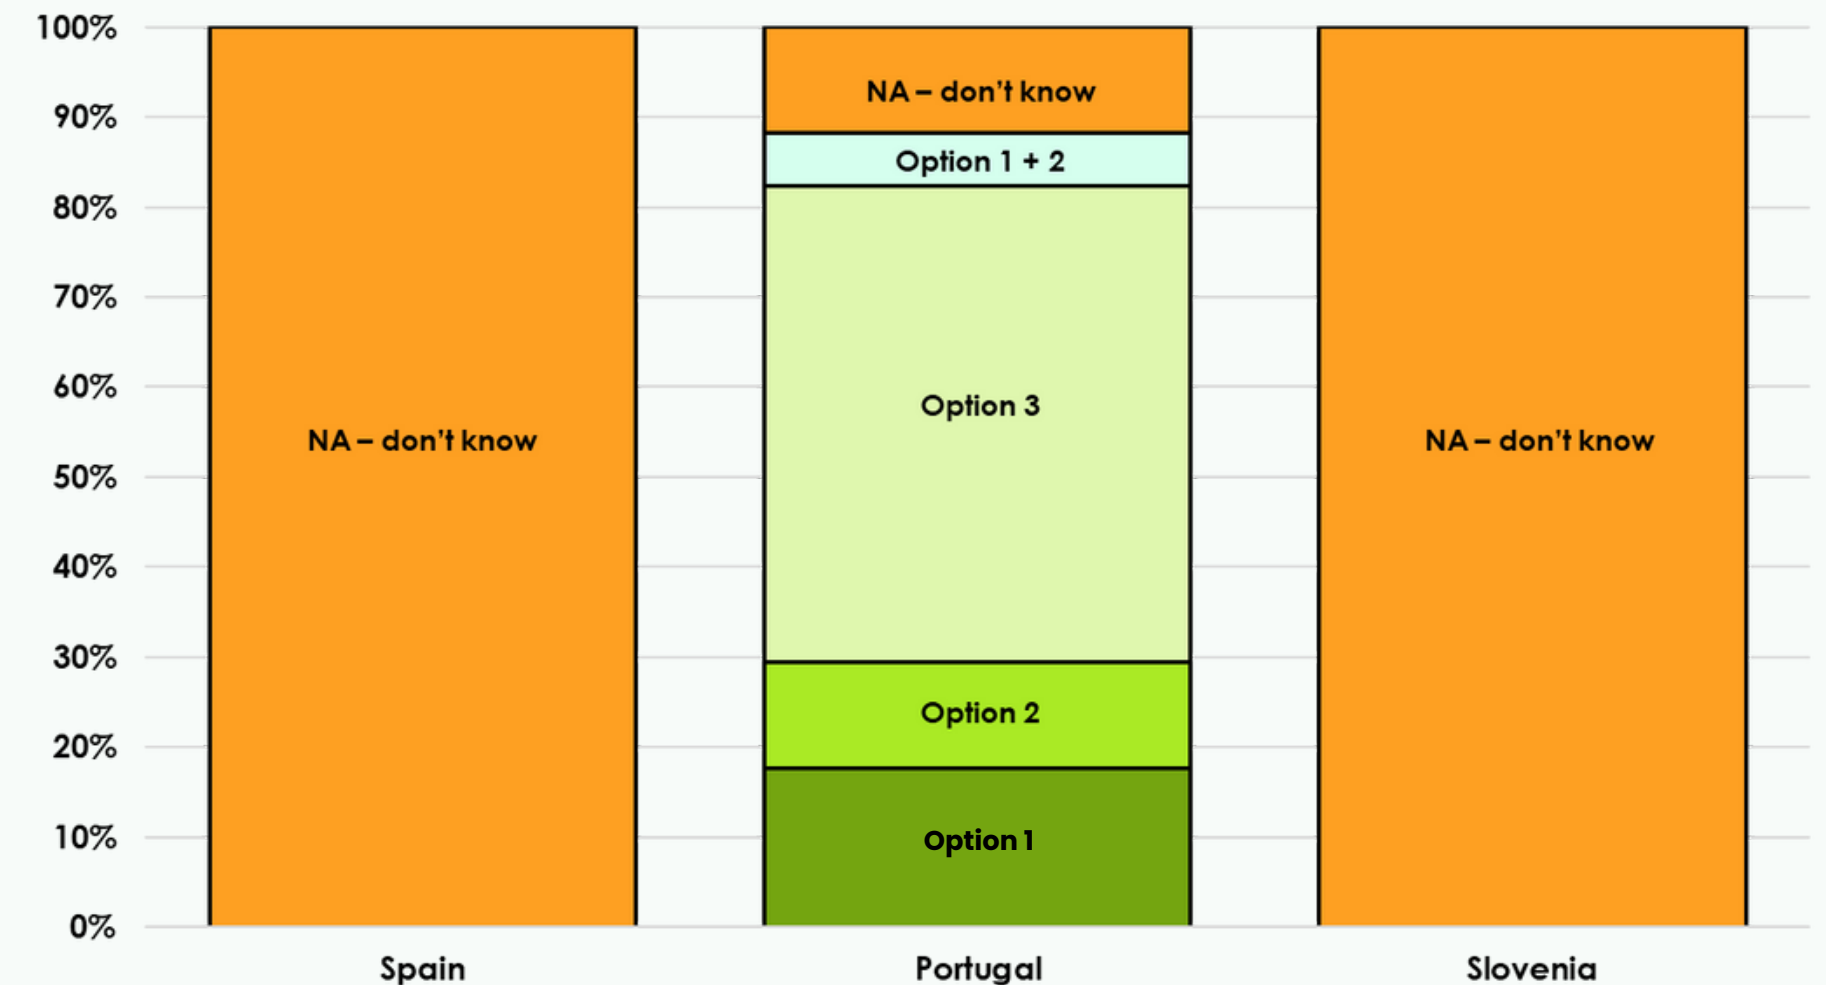 100%
90%
80%
70%
60%
50%
40%
30%
20%
10%
0%
NA – don't know
NA – don't know
Option 1 + 2
Option 3
Option 2
Option 1
NA – don't know
Spain
Portugal
Slovenia